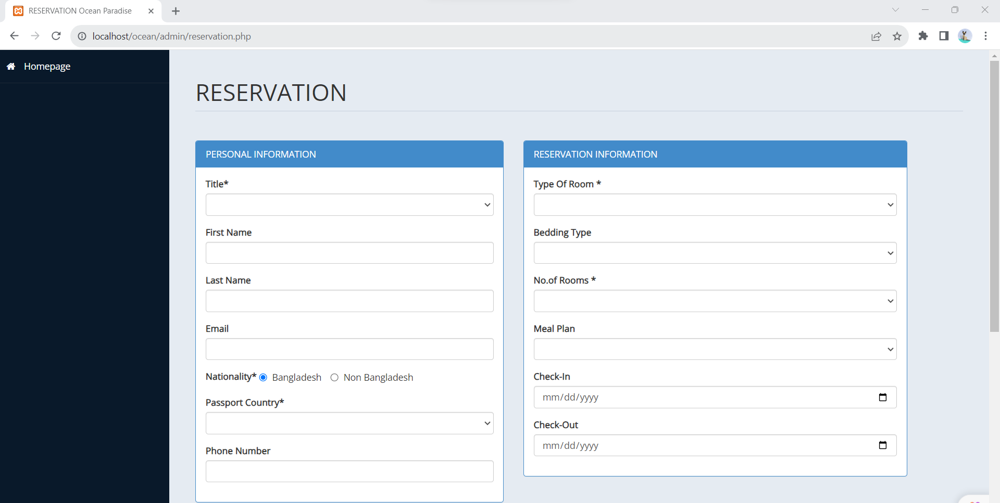 RESERVATION Ocean Paradise
localhost/ocean/admin/reservation.php
Homepage
RESERVATION
PERSONAL INFORMATION
Title*
First Name
Last Name
Email
Nationality* Bangladesh Non Bangladesh
Passport Country*
Phone Number
RESERVATION INFORMATION
Type Of Room *
Bedding Type
No.of Rooms *
Meal Plan
Check-In
mm/dd/yyyy
Check-Out
mm/dd/yyyy